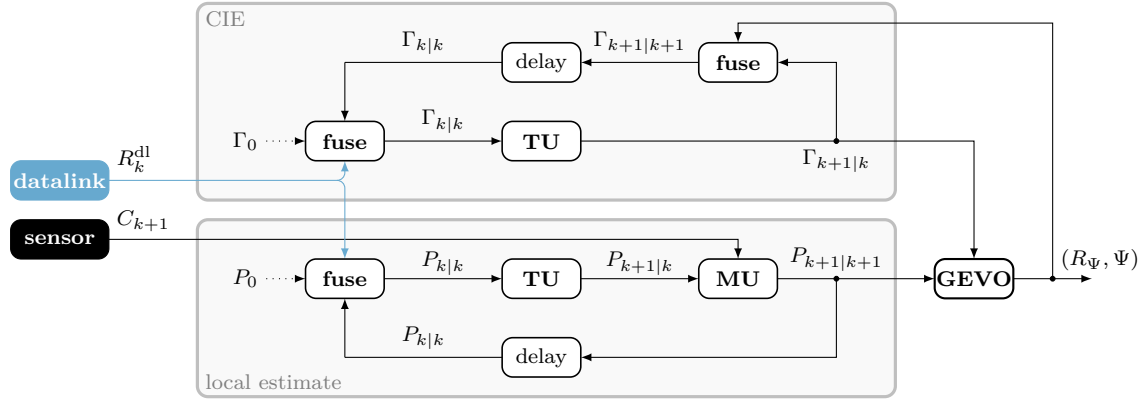 CIE
Γ_{k|k}
Γ_{k+1|k+1}
delay
fuse
Γ_0
fuse
Γ_{k|k}
TU
Γ_{k+1|k}
datalink
R_k^{dl}
sensor
C_{k+1}
P_0
fuse
P_{k|k}
TU
P_{k+1|k}
MU
P_{k+1|k+1}
GEVO
(R_Ψ, Ψ)
P_{k|k}
delay
local estimate